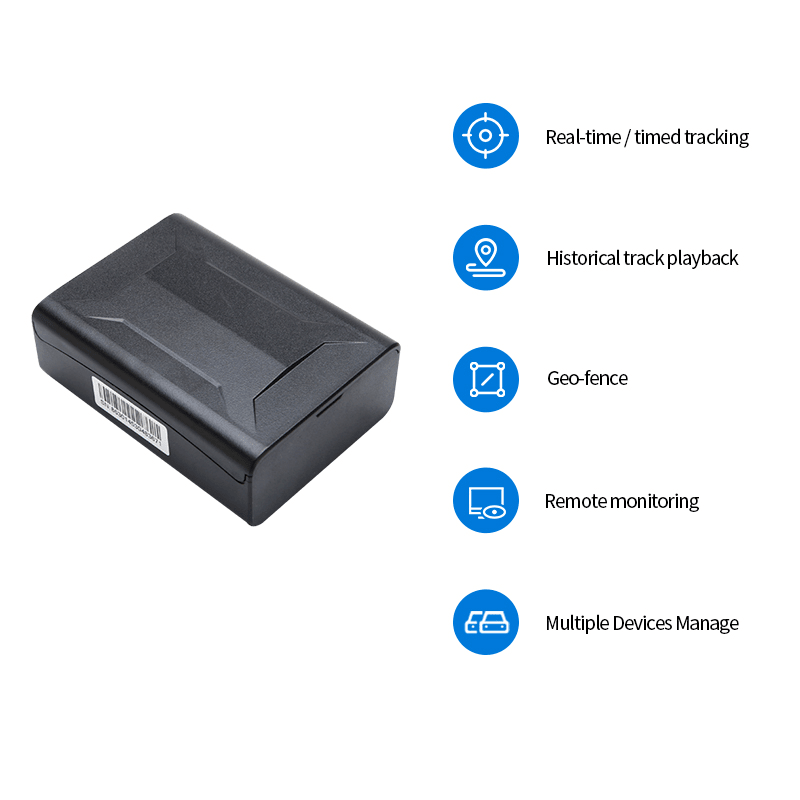 Real-time / timed tracking
Historical track playback
Geo-fence
Remote monitoring
Multiple Devices Manage